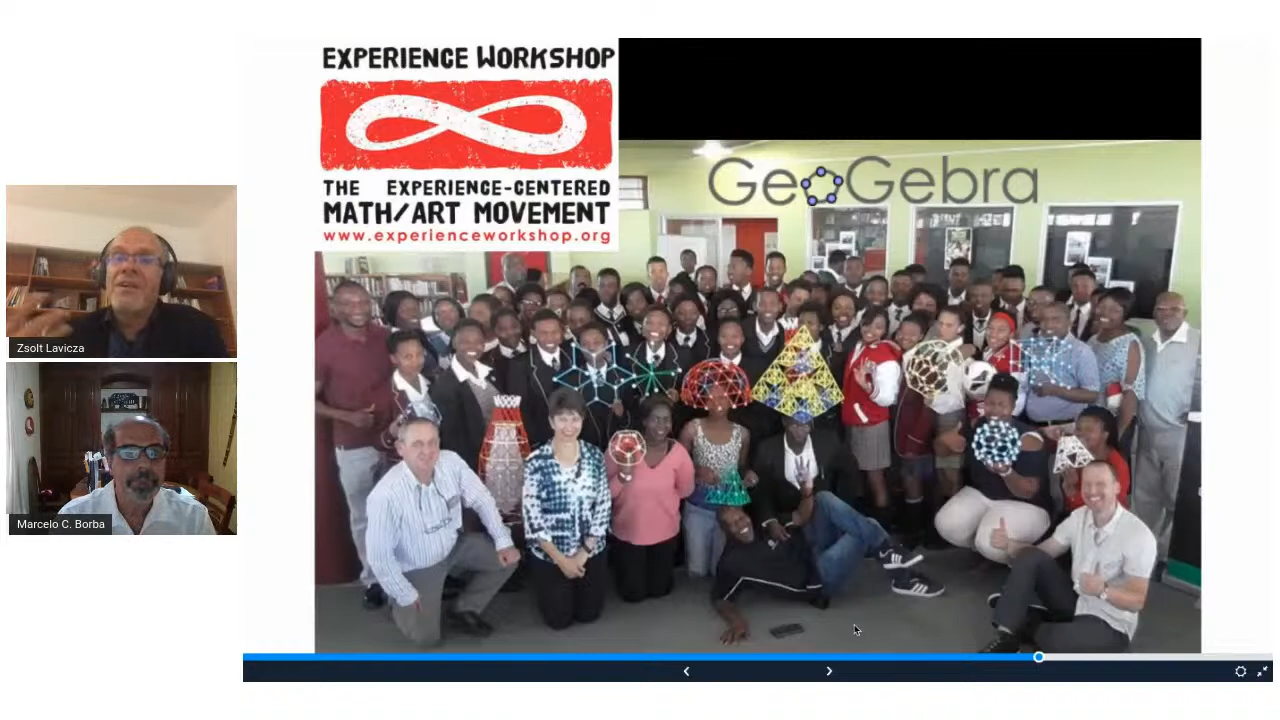 EXPERIENCE WORKSHOP
THE EXPERIENCE-CENTERED
MATH/ART MOVEMENT
www.experienceworkshop.org
GeoGebra
Zsolt Lavicza
Marcelo C. Borba